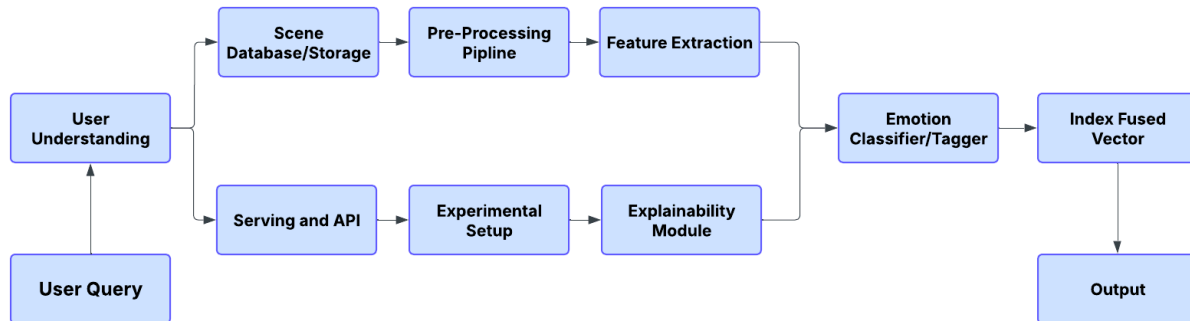 Scene
Database/Storage
Pre-Processing
Pipline
Feature Extraction
User
Understanding
Emotion
Classifier/Tagger
Index Fused
Vector
Serving and API
Experimental
Setup
Explainability
Module
User Query
Output